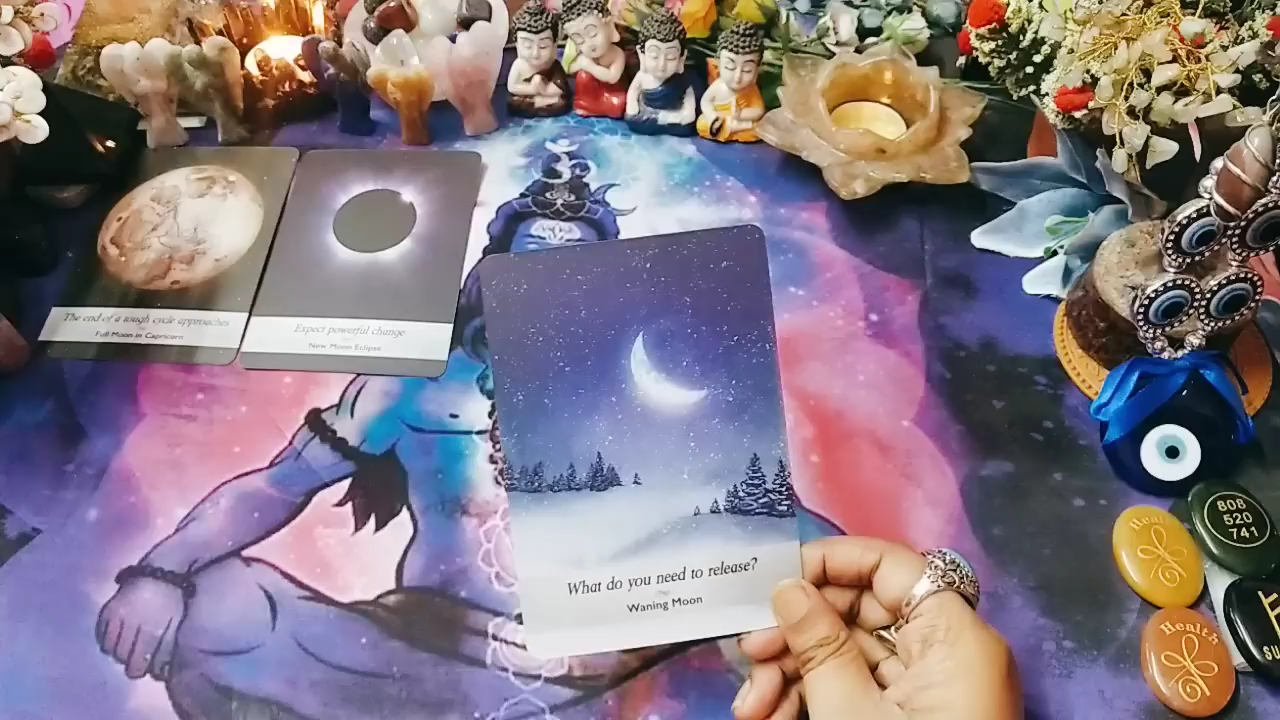 The end of a tough cycle approaches
Full Moon in Capricorn
Expect powerful change
New Moon Eclipse
What do you need to release?
Waning Moon
808
520
741
Health